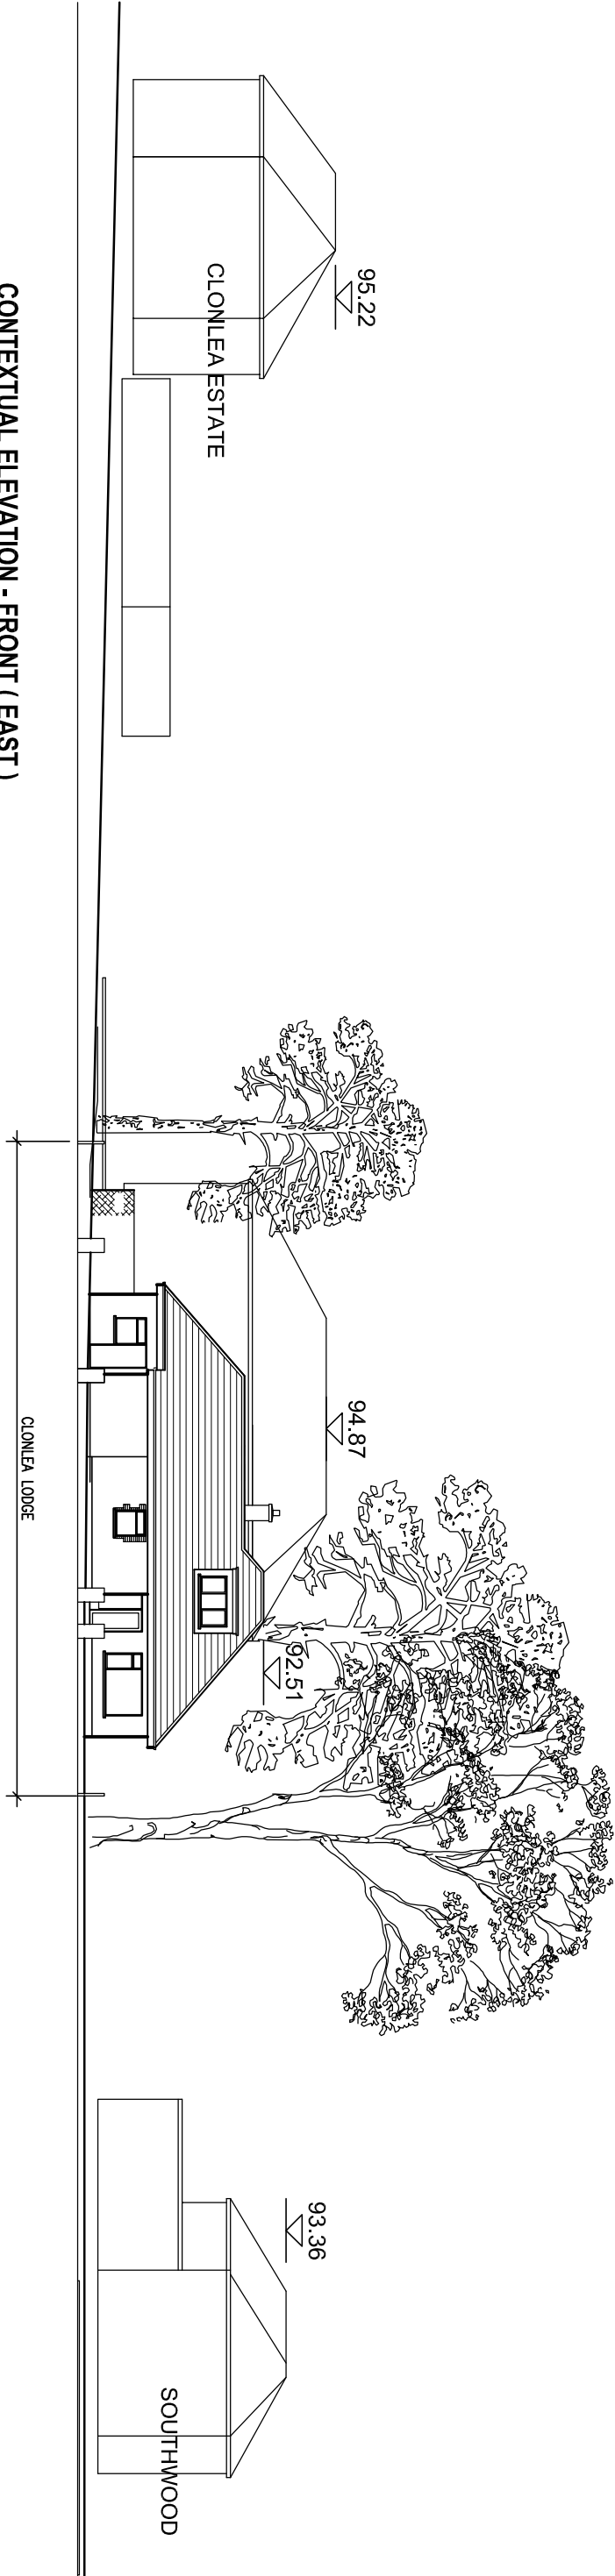 95.22
CLONLEA ESTATE
94.87
92.51
93.36
SOUTHWOOD
CLONLEA LODGE
CONTEXTUAL ELEVATION - FRONT ( EAST )